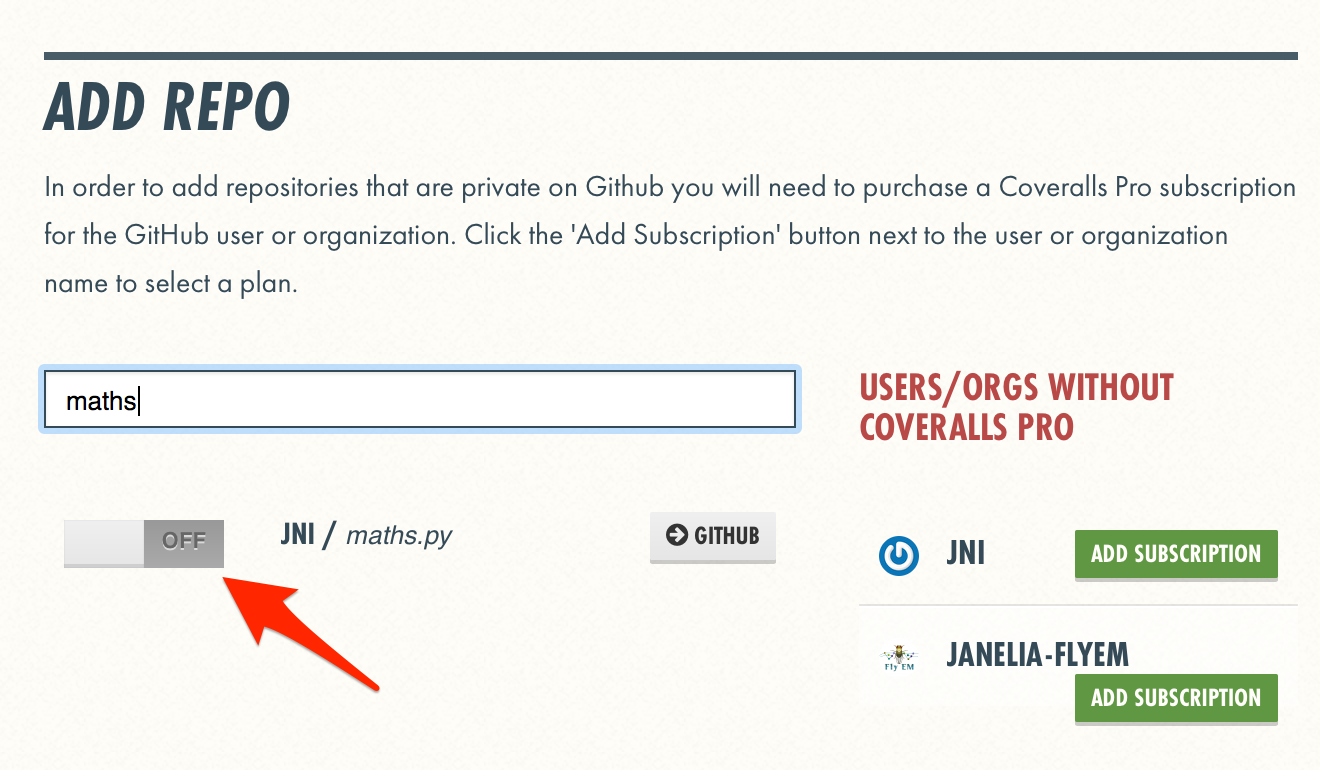 ADD REPO
In order to add repositories that are private on Github you will need to purchase a Coveralls Pro subscription
for the GitHub user or organization. Click the 'Add Subscription' button next to the user or organization
name to select a plan.
maths
OFF
JNI / maths.py
GITHUB
USERS/ORGS WITHOUT
COVERALLS PRO
JNI
ADD SUBSCRIPTION
Fly EM
JANELIA-FLYEM
ADD SUBSCRIPTION